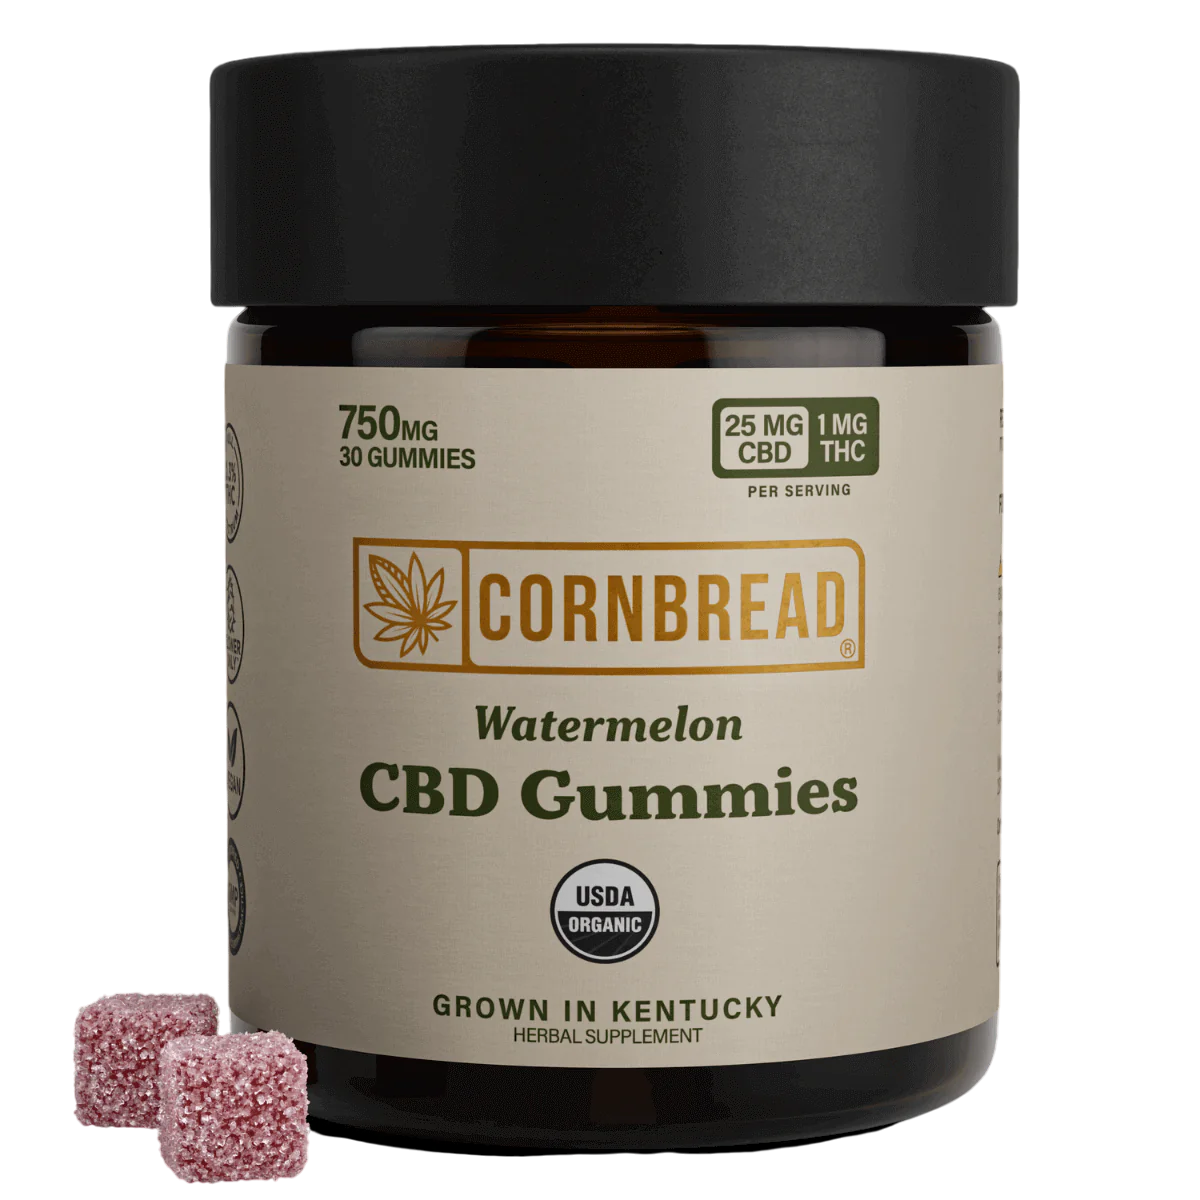 750MG
30 GUMMIES
25 MG CBD
1 MG THC
PER SERVING
CORNBREAD®
Watermelon
CBD Gummies
USDA
ORGANIC
GROWN IN KENTUCKY
HERBAL SUPPLEMENT